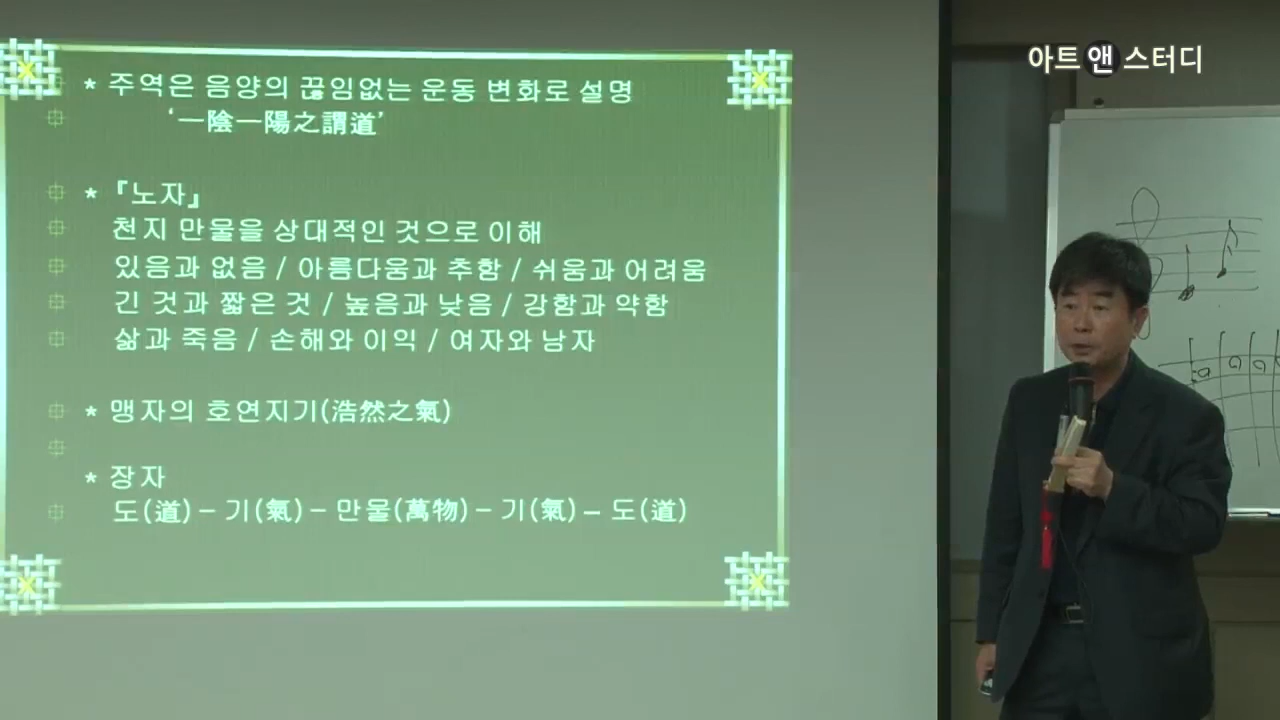 아트앤스터디
* 주역은 음양의 끊임없는 운동 변화로 설명
‘一陰一陽之謂道’
* 『노자』
천지 만물을 상대적인 것으로 이해
있음과 없음 / 아름다움과 추함 / 쉬움과 어려움
긴 것과 짧은 것 / 높음과 낮음 / 강함과 약함
삶과 죽음 / 손해와 이익 / 여자와 남자
* 맹자의 호연지기(浩然之氣)
* 장자
도(道) – 기(氣) – 만물(萬物) – 기(氣) – 도(道)